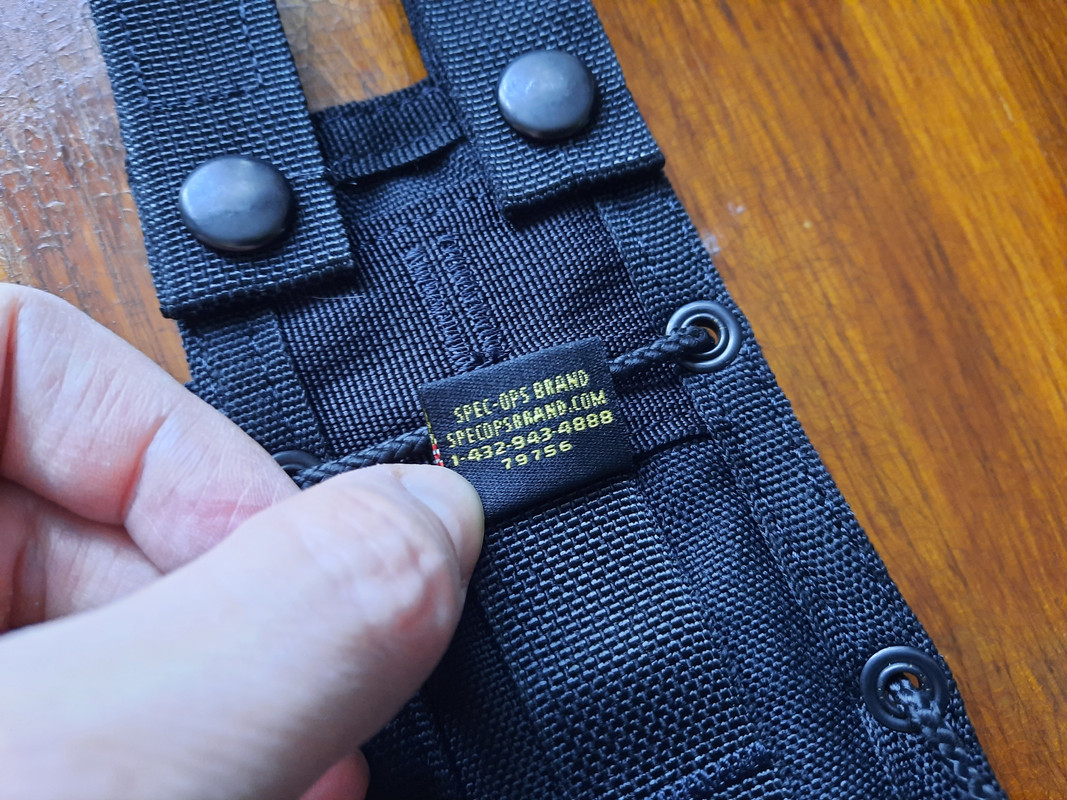 SPEC-OPS BRAND
SPECOPSBRAND.COM
1-432-943-4888
79756